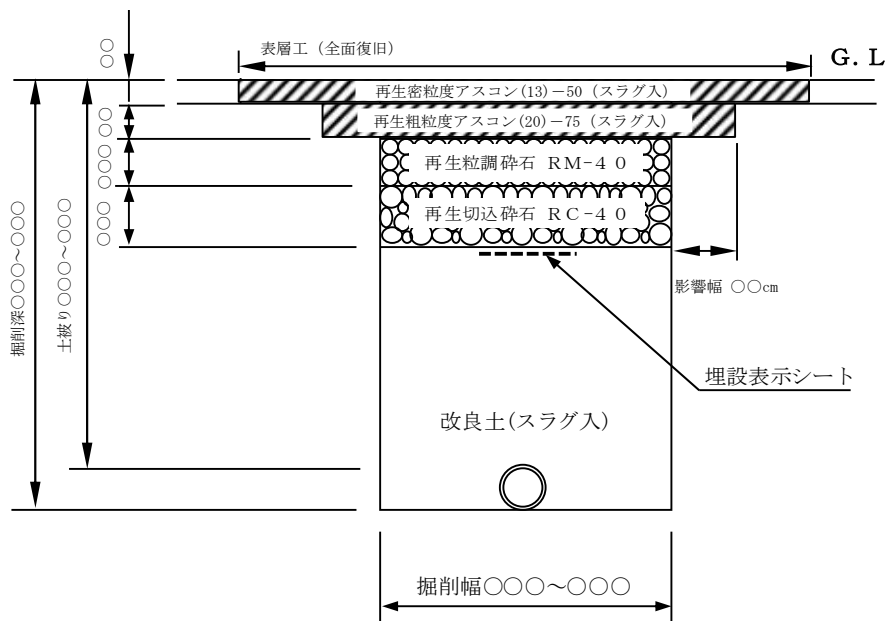 ○○
表層工（全面復旧）
G. L
再生密粒度アスコン(13)－50（スラグ入）
再生粗粒度アスコン(20)－75（スラグ入）
○○
再生粒調砕石 RM-４０
○○○
再生切込砕石 RC-４０
○○○
影響幅 ○○cm
掘削深○○○～○○○
土被り○○○～○○○
埋設表示シート
改良土(スラグ入)
掘削幅○○○～○○○